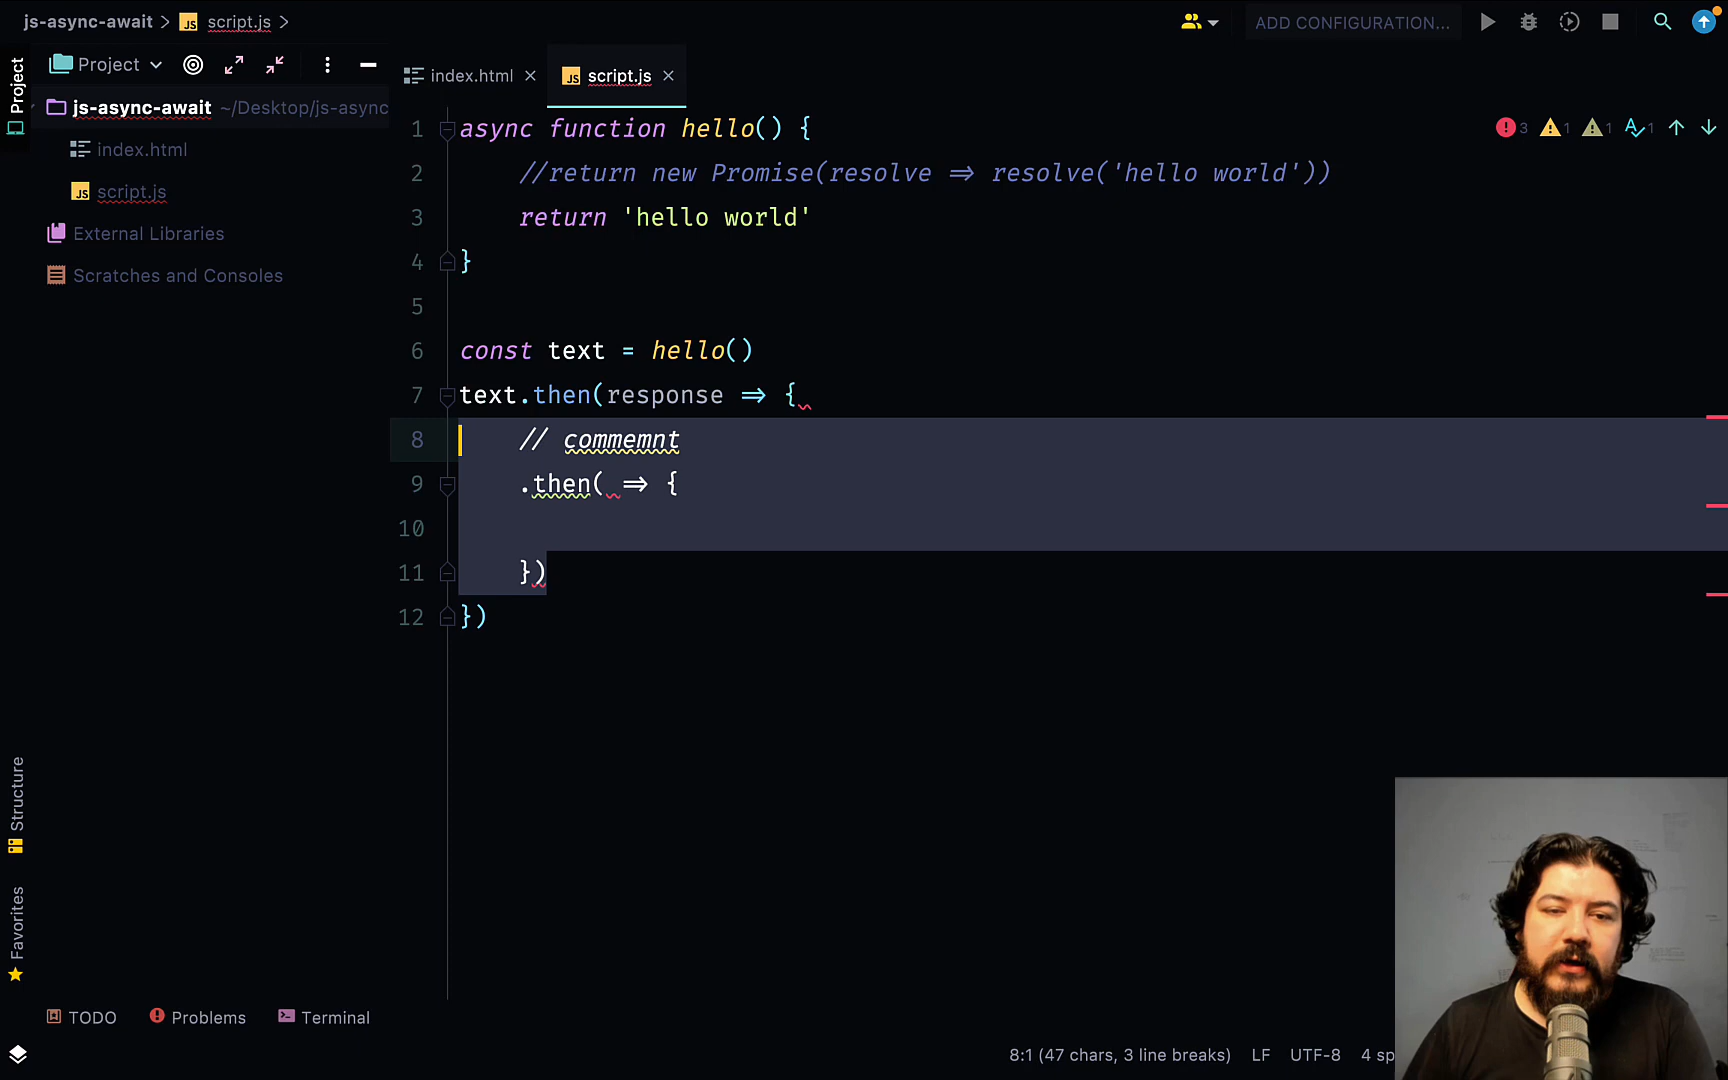 js-async-await > JS script.js >
ADD CONFIGURATION...
Project
Project
index.html ×
JS script.js ×
js-async-await ~/Desktop/js-async
index.html
JS script.js
External Libraries
Scratches and Consoles
3 1 1 1
1 async function hello() {
2 //return new Promise(resolve => resolve('hello world'))
3 return 'hello world'
4 }
5
6 const text = hello()
7 text.then(response => {
8 // commemnt
9 .then( => {
10
11 })
12 })
Structure
Favorites
TODO Problems Terminal
8:1 (47 chars, 3 line breaks) LF UTF-8 4 sp